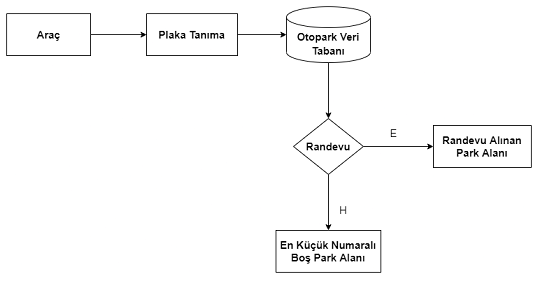 Araç
Plaka Tanıma
Otopark Veri
Tabanı
Randevu
E
Randevu Alınan
Park Alanı
H
En Küçük Numaralı
Boş Park Alanı